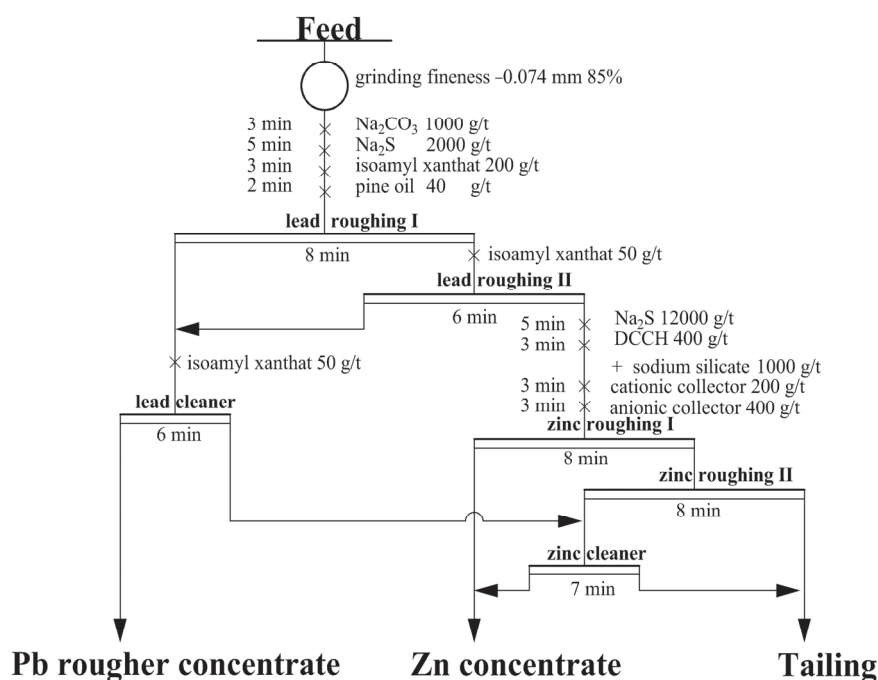 Feed
grinding fineness –0.074 mm 85%
3 min Na₂CO₃ 1000 g/t
5 min Na₂S 2000 g/t
3 min isoamyl xanthat 200 g/t
2 min pine oil 40 g/t
lead roughing I
8 min
isoamyl xanthat 50 g/t
lead roughing II
6 min
5 min Na₂S 12000 g/t
3 min DCCH 400 g/t
+ sodium silicate 1000 g/t
isoamyl xanthat 50 g/t
3 min cationic collector 200 g/t
3 min anionic collector 400 g/t
lead cleaner
6 min
zinc roughing I
8 min
zinc roughing II
8 min
zinc cleaner
7 min
Pb rougher concentrate
Zn concentrate
Tailing